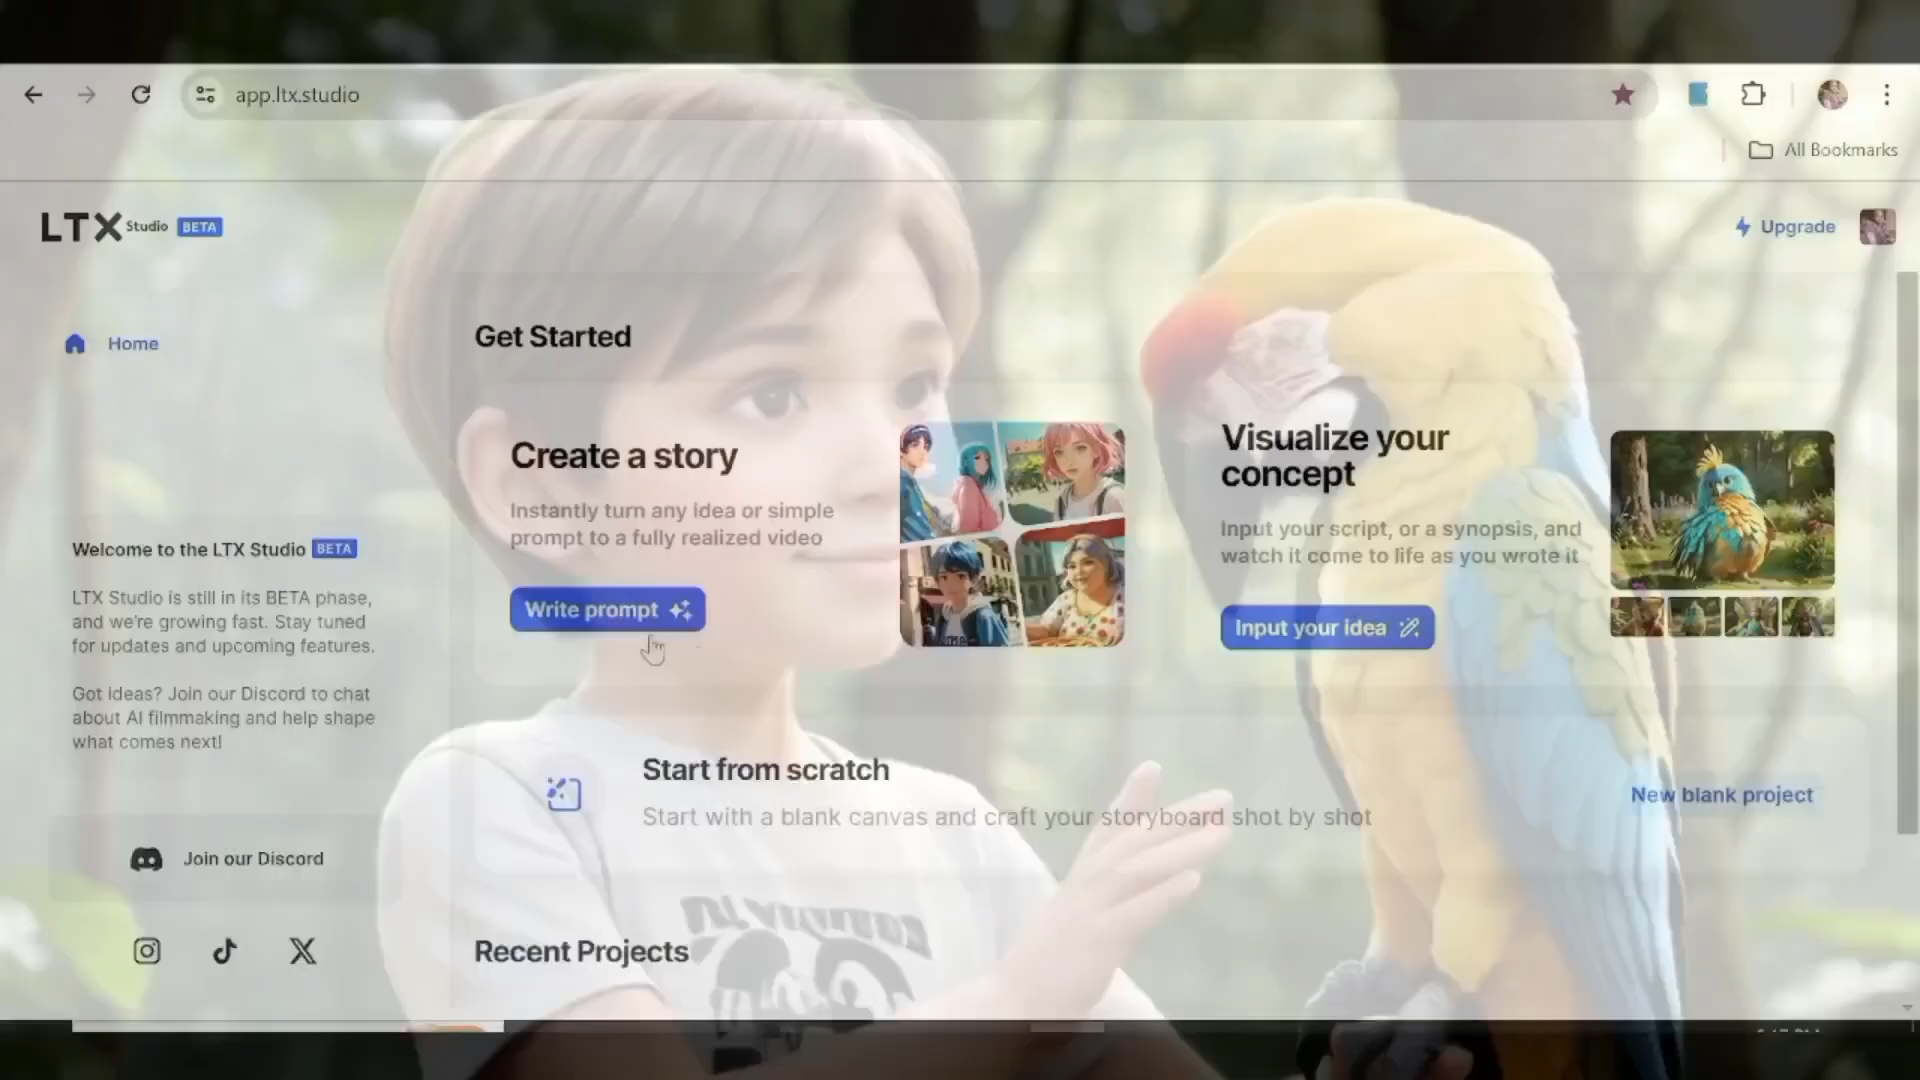 app.ltx.studio
All Bookmarks
LTX Studio BETA
Upgrade
Home
Get Started
Create a story
Instantly turn any idea or simple
prompt to a fully realized video
Write prompt
Visualize your
concept
Input your script, or a synopsis, and
watch it come to life as you wrote it
Input your idea
Welcome to the LTX Studio BETA
LTX Studio is still in its BETA phase,
and we're growing fast. Stay tuned
for updates and upcoming features.
Got ideas? Join our Discord to chat
about AI filmmaking and help shape
what comes next!
Start from scratch
Start with a blank canvas and craft your storyboard shot by shot
New blank project
Join our Discord
Recent Projects